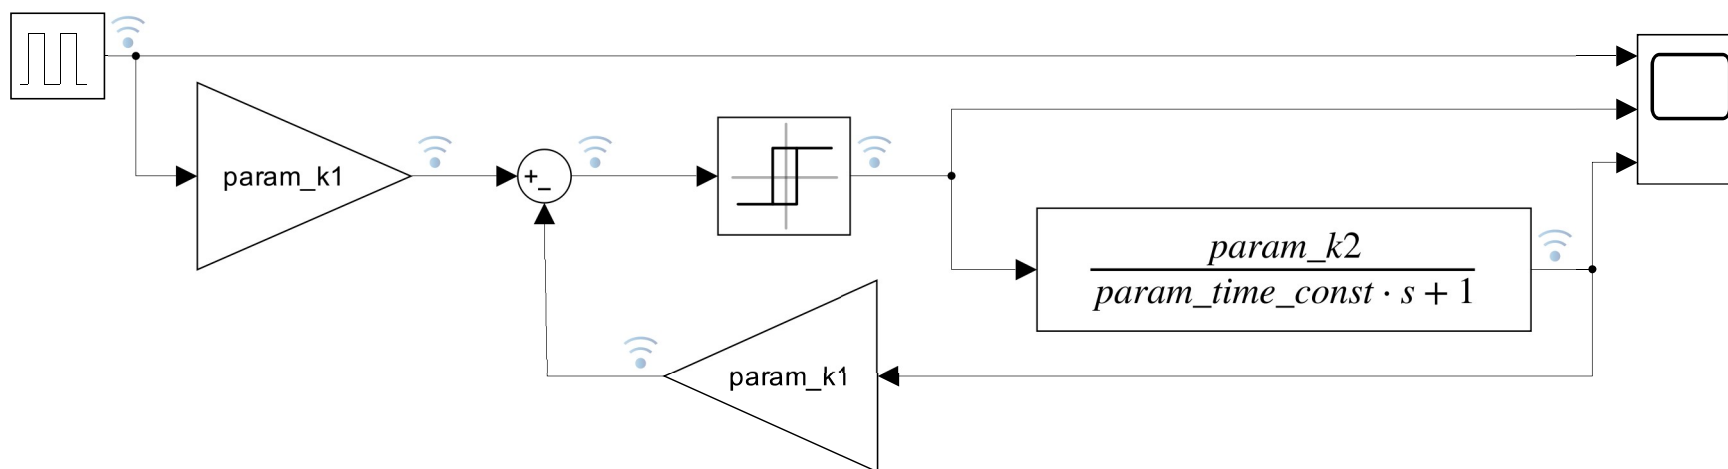 param_k1
+_
param_k2
param_time_const · s + 1
param_k1